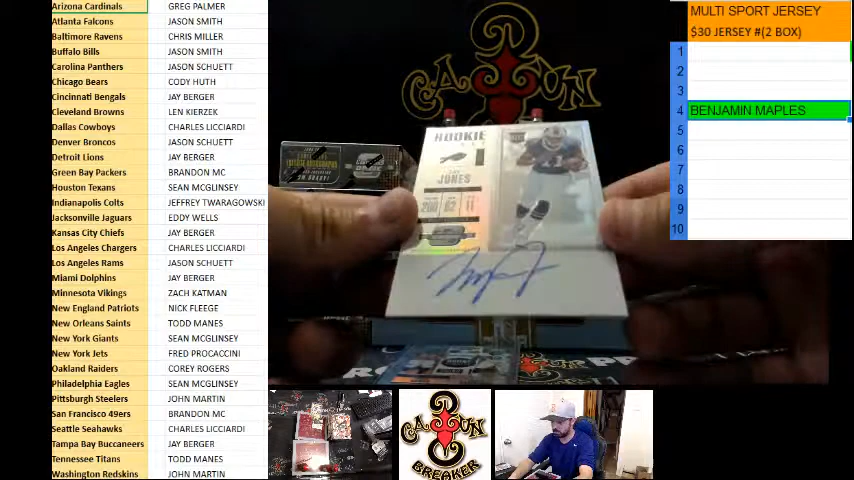 Arizona Cardinals GREG PALMER
Atlanta Falcons JASON SMITH
Baltimore Ravens CHRIS MILLER
Buffalo Bills JASON SMITH
Carolina Panthers JASON SCHUETT
Chicago Bears CODY HUTH
Cincinnati Bengals JAY BERGER
Cleveland Browns LEN KIERZEK
Dallas Cowboys CHARLES LICCIARDI
Denver Broncos JASON SCHUETT
Detroit Lions JAY BERGER
Green Bay Packers BRANDON MC
Houston Texans SEAN MCGLINSEY
Indianapolis Colts JEFFREY TWARAGOWSKI
Jacksonville Jaguars EDDY WELLS
Kansas City Chiefs JAY BERGER
Los Angeles Chargers CHARLES LICCIARDI
Los Angeles Rams JASON SCHUETT
Miami Dolphins JAY BERGER
Minnesota Vikings ZACH KATMAN
New England Patriots NICK FLEEGE
New Orleans Saints TODD MANES
New York Giants SEAN MCGLINSEY
New York Jets FRED PROCACCINI
Oakland Raiders COREY ROGERS
Philadelphia Eagles SEAN MCGLINSEY
Pittsburgh Steelers JOHN MARTIN
San Francisco 49ers BRANDON MC
Seattle Seahawks CHARLES LICCIARDI
Tampa Bay Buccaneers JAY BERGER
Tennessee Titans TODD MANES
Washington Redskins JOHN MARTIN
ROOKIE
JONES
CAJUN
BREAKER
MULTI SPORT JERSEY
$30 JERSEY #(2 BOX)
1
2
3
4 BENJAMIN MAPLES
5
6
7
8
9
10